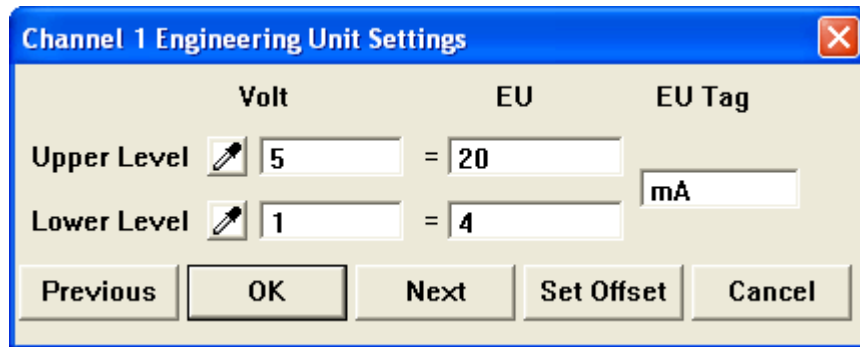 Channel 1 Engineering Unit Settings
Volt EU EU Tag
Upper Level 5 = 20
mA
Lower Level 1 = 4
Previous OK Next Set Offset Cancel